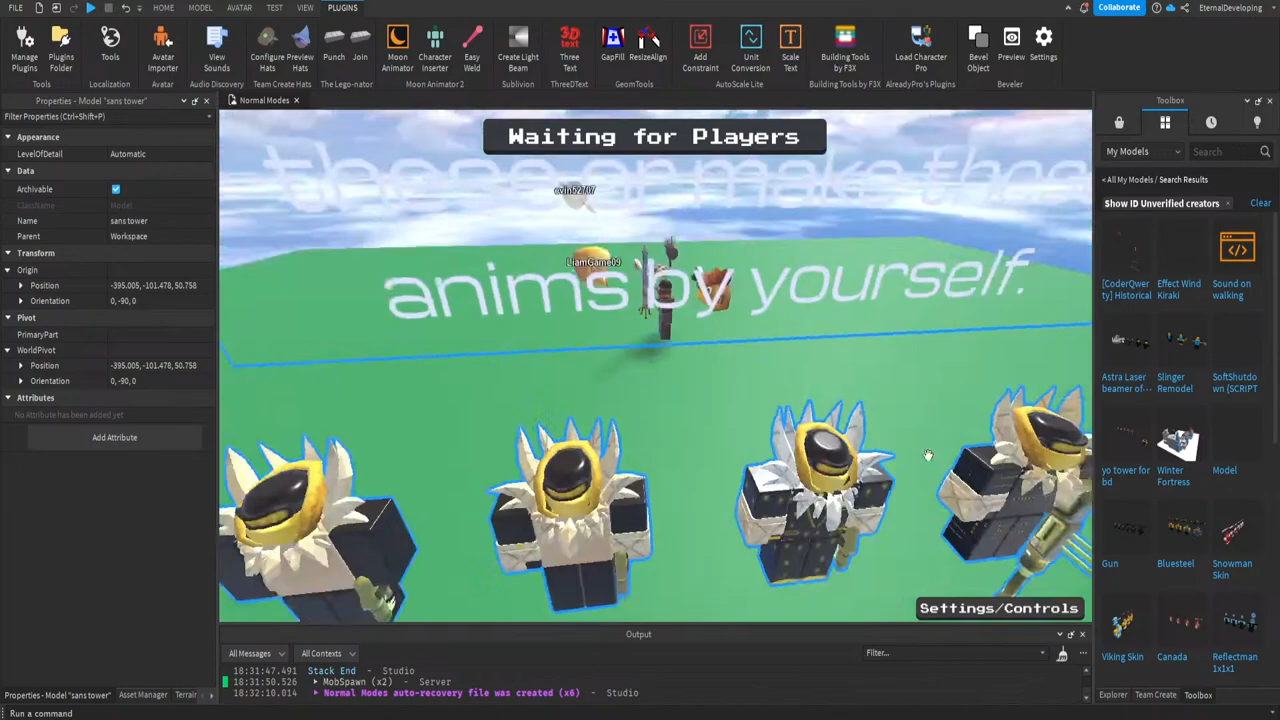 FILE
HOME MODEL AVATAR TEST VIEW PLUGINS
Collaborate
EternalDeveloping
Manage Plugins
Plugins Folder
Tools
Avatar Importer
View Sounds
Configure Hats
Preview Hats
Punch
Join
Moon Animator
Character Inserter
Easy Weld
Create Light Beam
3D TEXT
Three Text
GapFill
ResizeAlign
Add Constraint
Unit Conversion
Scale Text
Building Tools by F3X
Load Character Pro
Bevel Object
Preview
Settings
Tools Localization Avatar Audio Discovery Team Create Hats The Lego-nator Moon Animator 2 Sublivion ThreeDText GeomTools AutoScale Lite Building Tools by F3X AlreadyPro's Plugins Beveler
Properties - Model "sans tower"
Filter Properties (Ctrl+Shift+P)
Appearance
LevelOfDetail Automatic
Data
Archivable
ClassName Model
Name sans tower
Parent Workspace
Transform
Origin
Position -395.005, -101.478, 50.758
Orientation 0, -90, 0
Pivot
PrimaryPart
WorldPivot
Position -395.005, -101.478, 50.758
Orientation 0, -90, 0
Attributes
No Attribute has been added yet
Add Attribute
Properties - Model "sans tower" Asset Manager Terrain
Run a command
Normal Modes
Waiting for Players
LiamGame09
anims by yourself.
Settings/Controls
Output
All Messages All Contexts Filter...
18:31:47.491 Stack End - Studio
18:31:50.526 MobSpawn (x2) - Server
18:32:10.014 Normal Modes auto-recovery file was created (x6) - Studio
Toolbox
My Models Search
< All My Models / Search Results
Show ID Unverified creators × Clear
[CoderQwerty] Historical
Effect Wind Kiraki
Sound on walking
Astra Laser beamer of...
Slinger Remodel
SoftShutdown {SCRIPT
yo tower for bd
Winter Fortress
Model
Gun
Bluesteel
Snowman Skin
Viking Skin
Canada
Reflectman 1x1x1
Explorer Team Create Toolbox